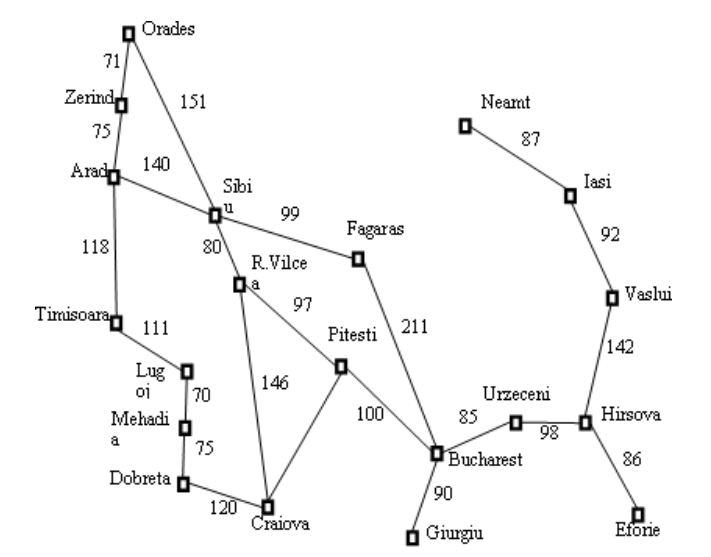 Orades
71
Zerind
151
Neamt
75
87
Arad
140
Sibi
u
Iasi
99
Fagaras
92
118
80
R.Vilce
a
Vaslui
97
Timisoara
111
Pitesti
211
142
Lug
oj
70
146
Urzeceni
Mehadi
a
100
85
98
Hirsova
75
Bucharest
86
Dobreta
90
120
Craiova
Giurgiu
Eforie